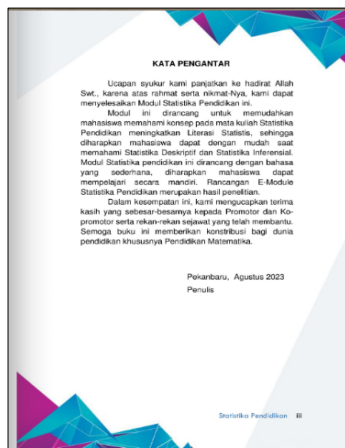 KATA PENGANTAR
Ucapan syukur kami panjatkan ke hadirat Allah
Swt., karena atas rahmat serta nikmat-Nya, kami dapat
menyelesaikan Modul Statistika Pendidikan ini.
Modul ini dirancang untuk memudahkan
mahasiswa memahami konsep pada mata kuliah Statistika
Pendidikan meningkatkan Literasi Statistis, sehingga
diharapkan mahasiswa dapat dengan mudah saat
memahami Statistika Deskriptif dan Statistika Inferensial.
Modul Statistika pendidikan ini dirancang dengan bahasa
yang sederhana, diharapkan mahasiswa dapat
mempelajari secara mandiri. Rancangan E-Module
Statistika Pendidikan merupakan hasil penelitian.
Dalam kesempatan ini, kami mengucapkan terima
kasih yang sebesar-besarnya kepada Promotor dan Ko-
promotor serta rekan-rekan sejawat yang telah membantu.
Semoga buku ini memberikan konstribusi bagi dunia
pendidikan khususnya Pendidikan Matematika.
Pekanbaru, Agustus 2023
Penulis
Statistika Pendidikan iii